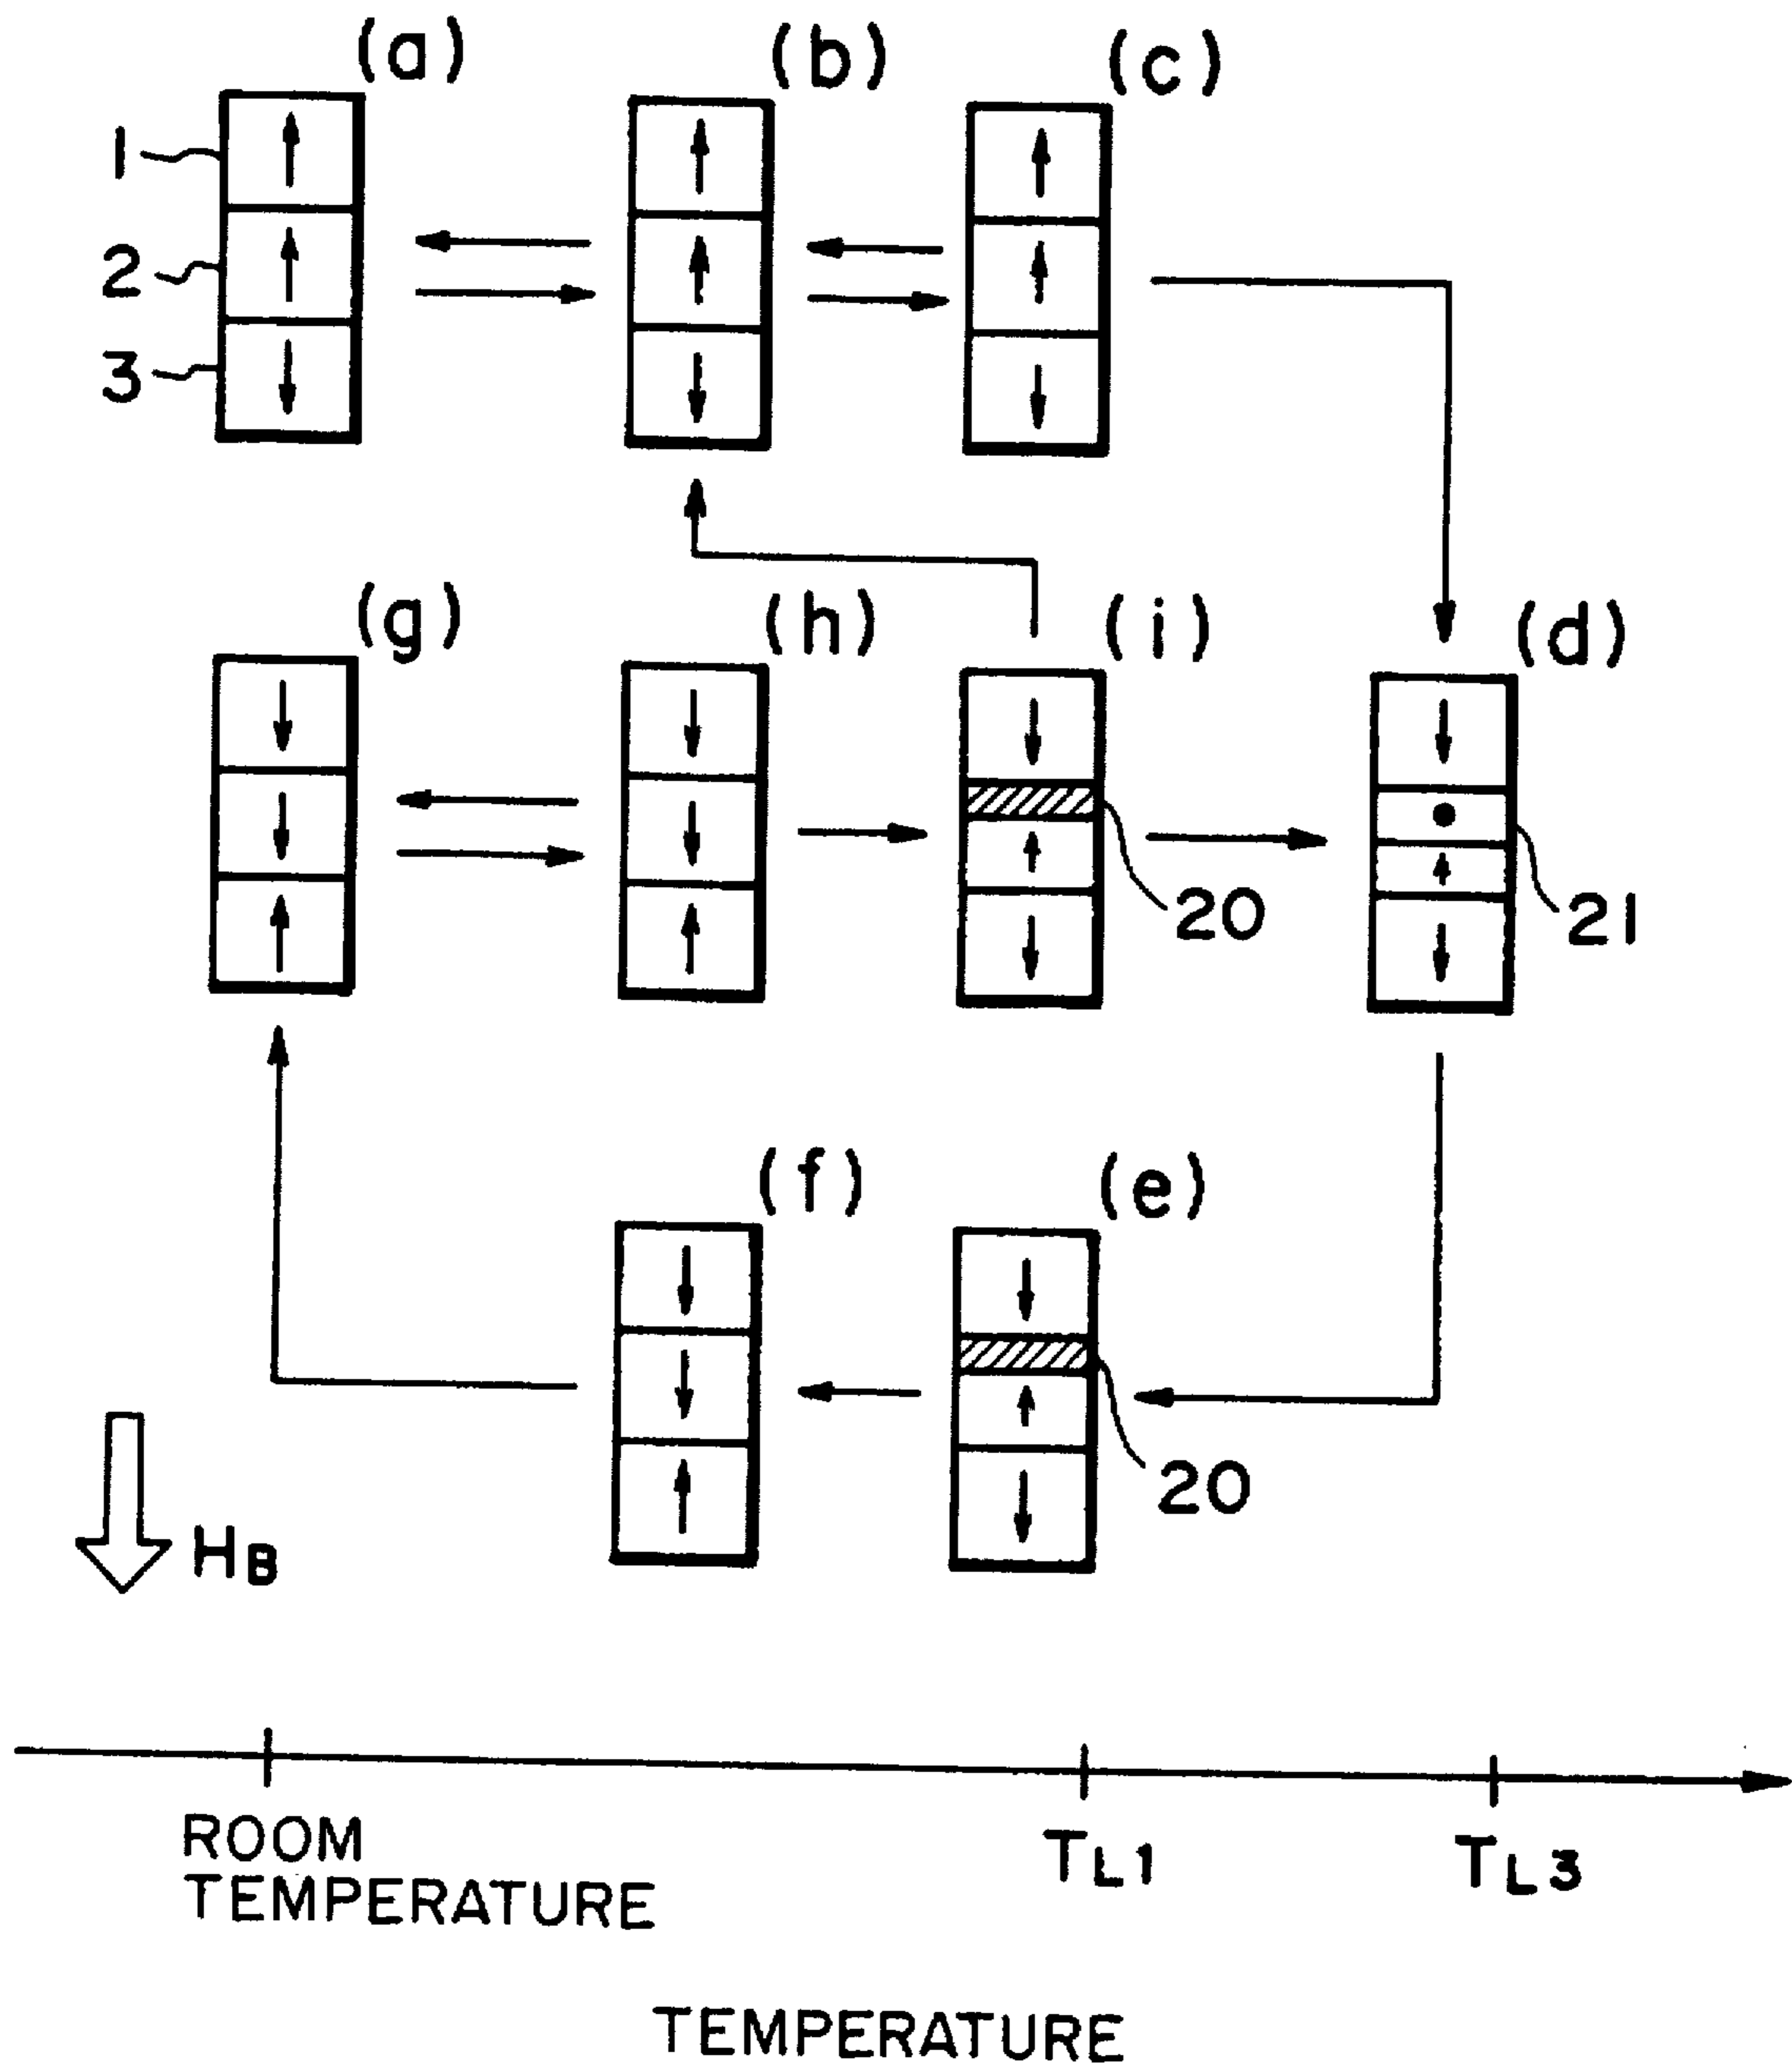 (a)
(b)
(c)
1
2
3
(g)
(h)
(i)
(d)
20
21
(f)
(e)
20
HB
ROOM
TEMPERATURE
TL1
TL3
TEMPERATURE